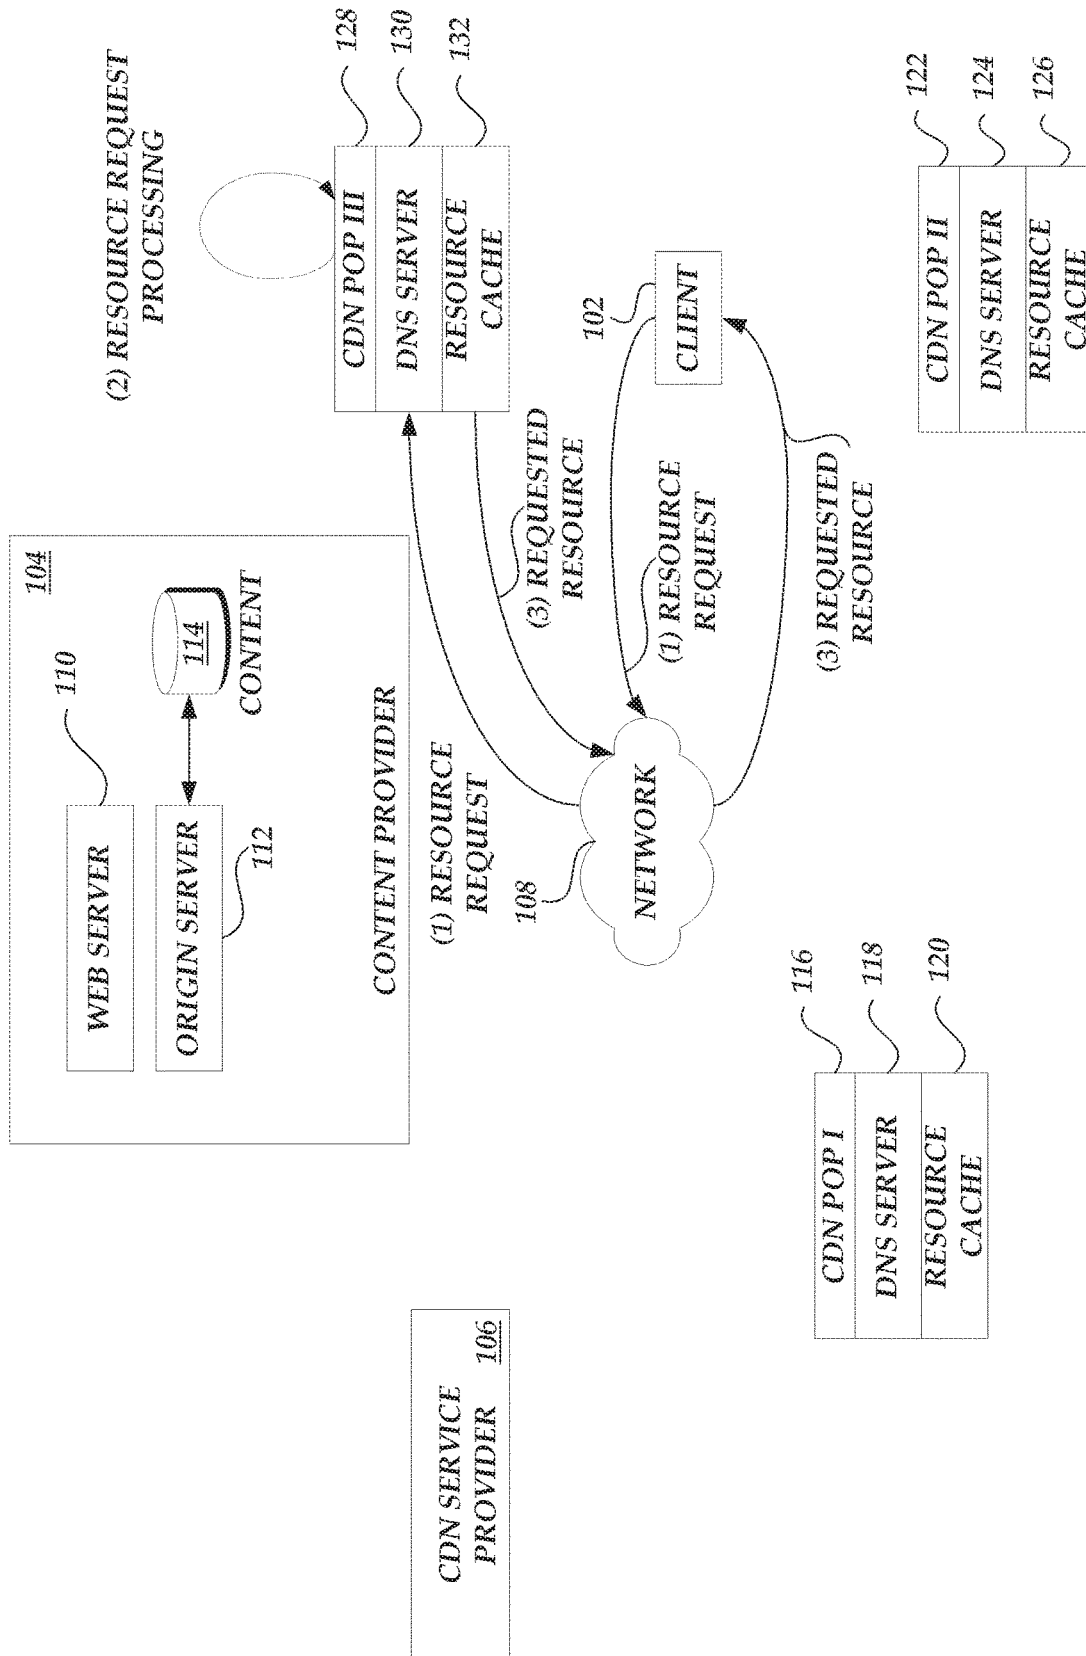 104
WEB SERVER
110
ORIGIN SERVER
112
114
CONTENT
CONTENT PROVIDER
(2) RESOURCE REQUEST
PROCESSING
CDN SERVICE
PROVIDER
106
(1) RESOURCE
REQUEST
CDN POP III
128
DNS SERVER
130
RESOURCE
CACHE
132
(3) REQUESTED
RESOURCE
108
NETWORK
(1) RESOURCE
REQUEST
102
CLIENT
(3) REQUESTED
RESOURCE
CDN POP I
116
DNS SERVER
118
RESOURCE
CACHE
120
CDN POP II
122
DNS SERVER
124
RESOURCE
CACHE
126